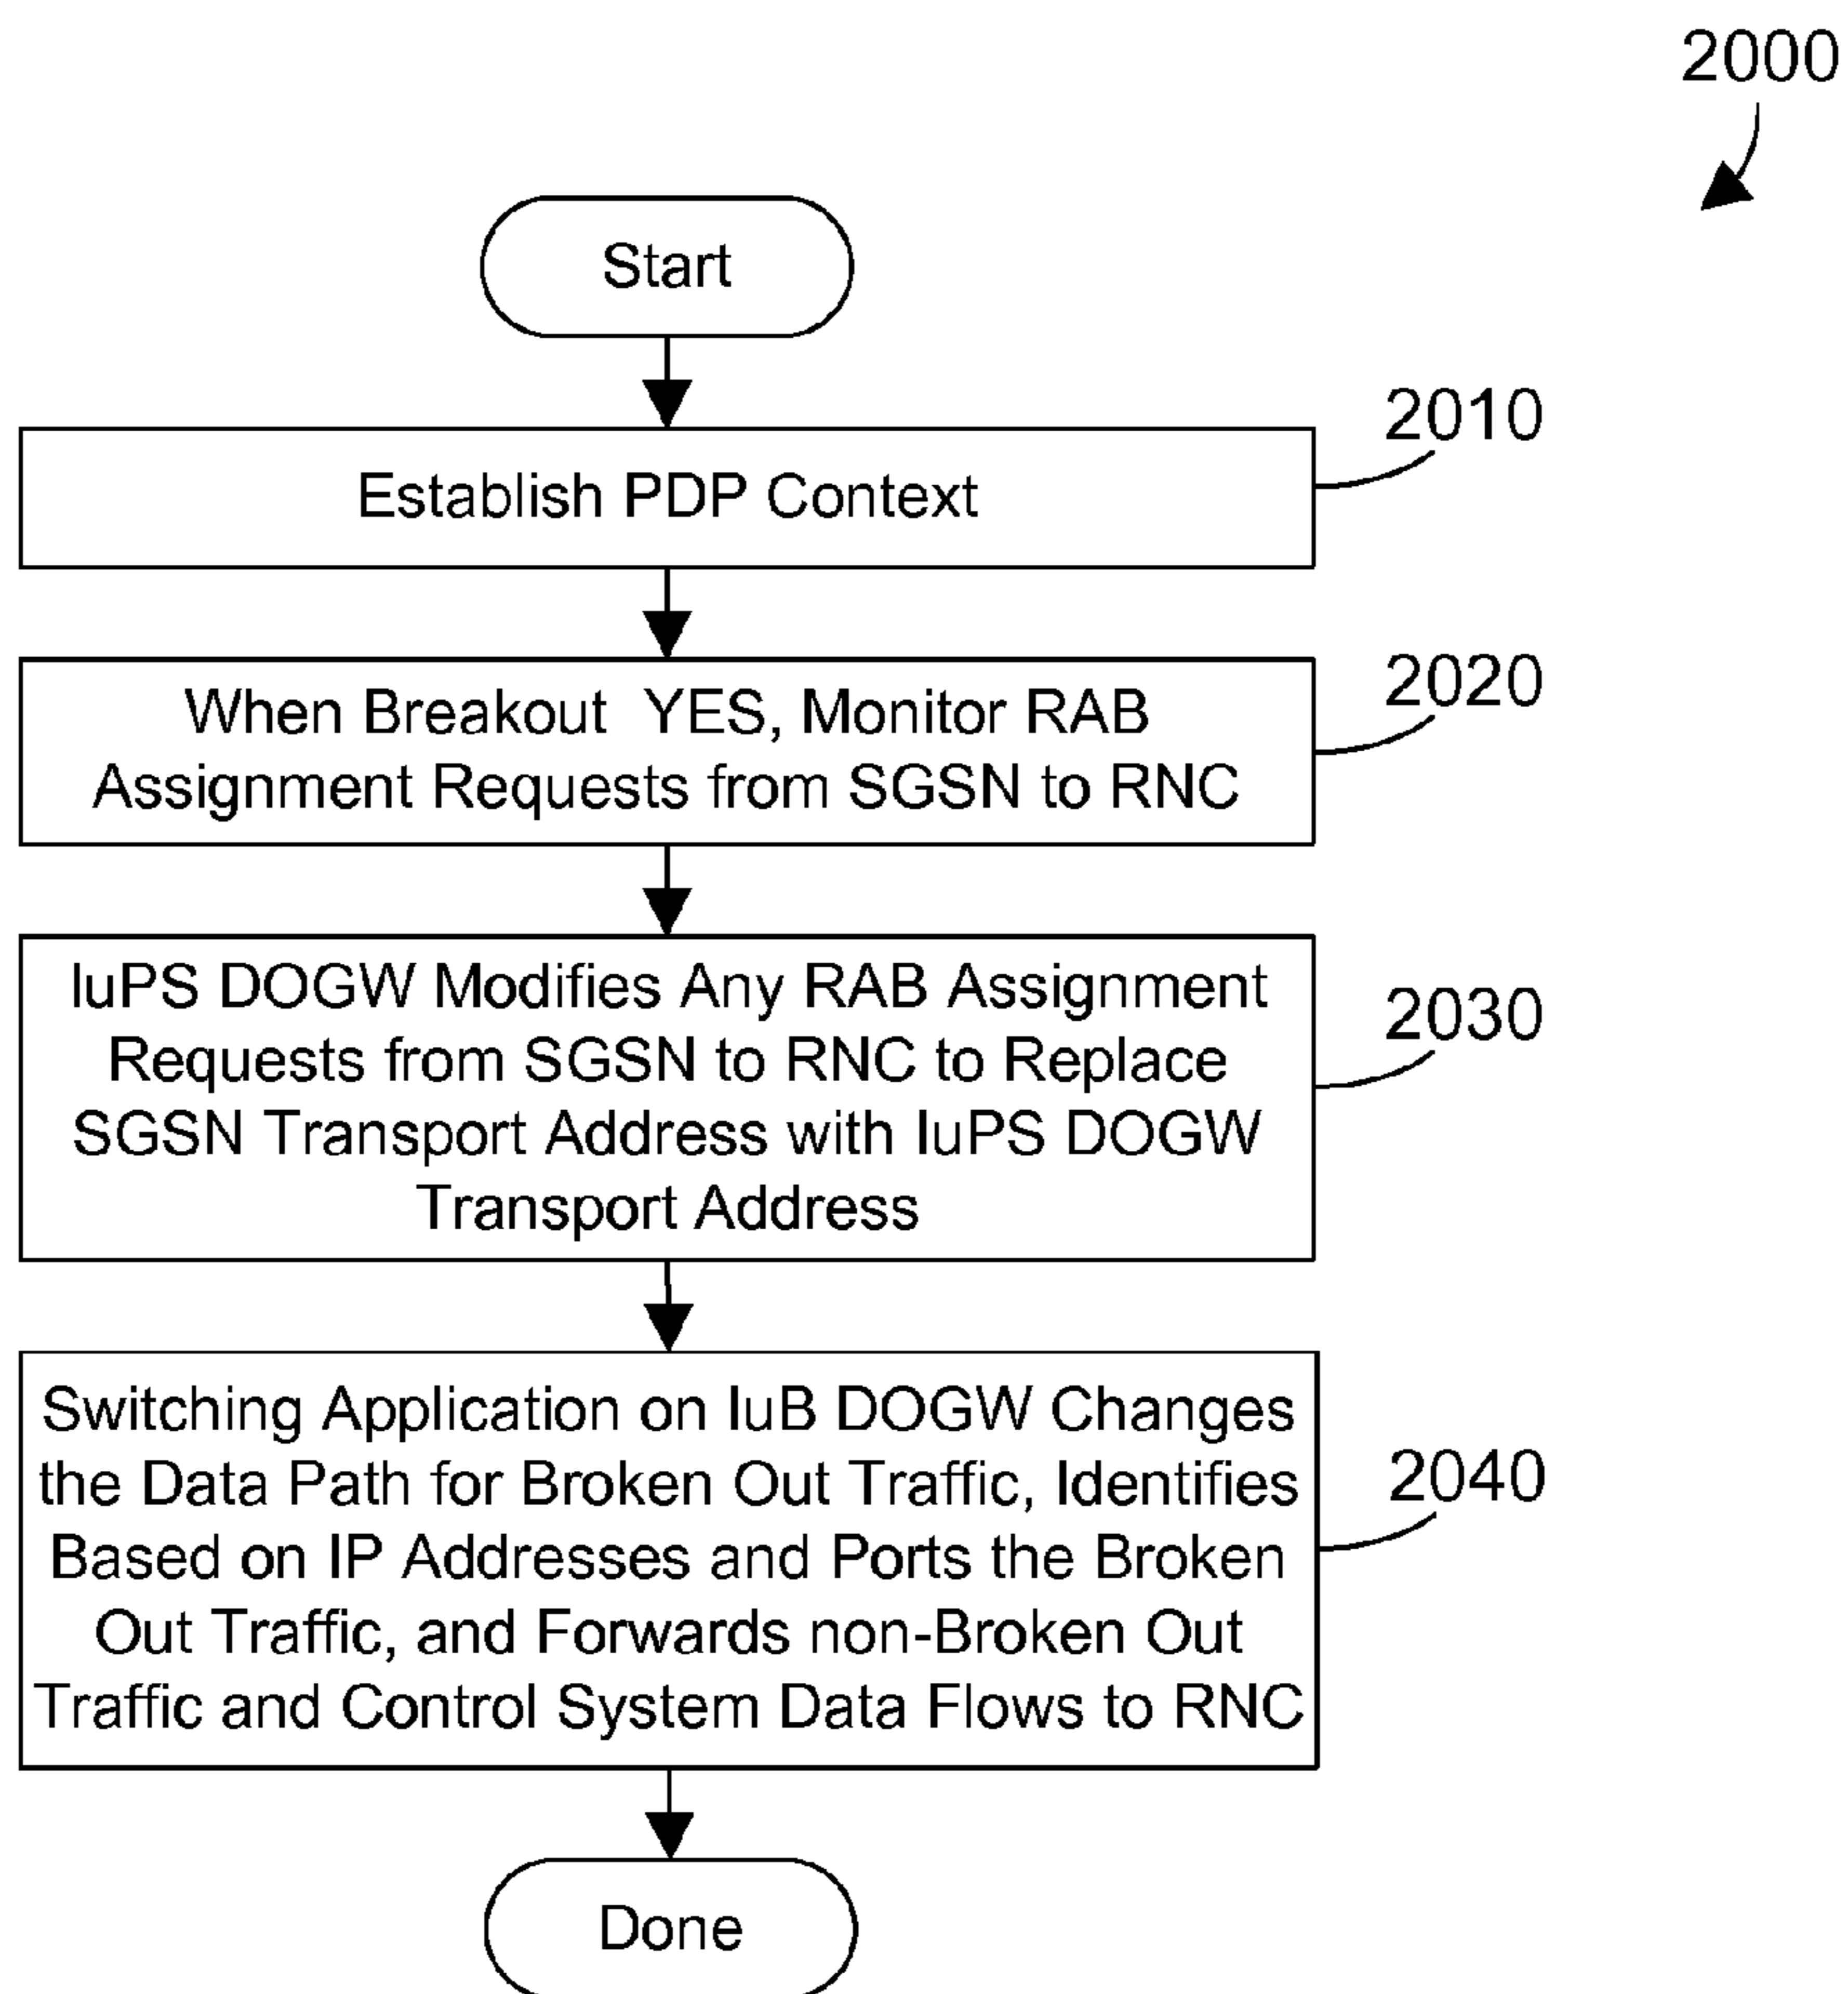 2000
Start
2010
Establish PDP Context
2020
When Breakout YES, Monitor RAB
Assignment Requests from SGSN to RNC
IuPS DOGW Modifies Any RAB Assignment
2030
Requests from SGSN to RNC to Replace
SGSN Transport Address with IuPS DOGW
Transport Address
Switching Application on IuB DOGW Changes
2040
the Data Path for Broken Out Traffic, Identifies
Based on IP Addresses and Ports the Broken
Out Traffic, and Forwards non-Broken Out
Traffic and Control System Data Flows to RNC
Done